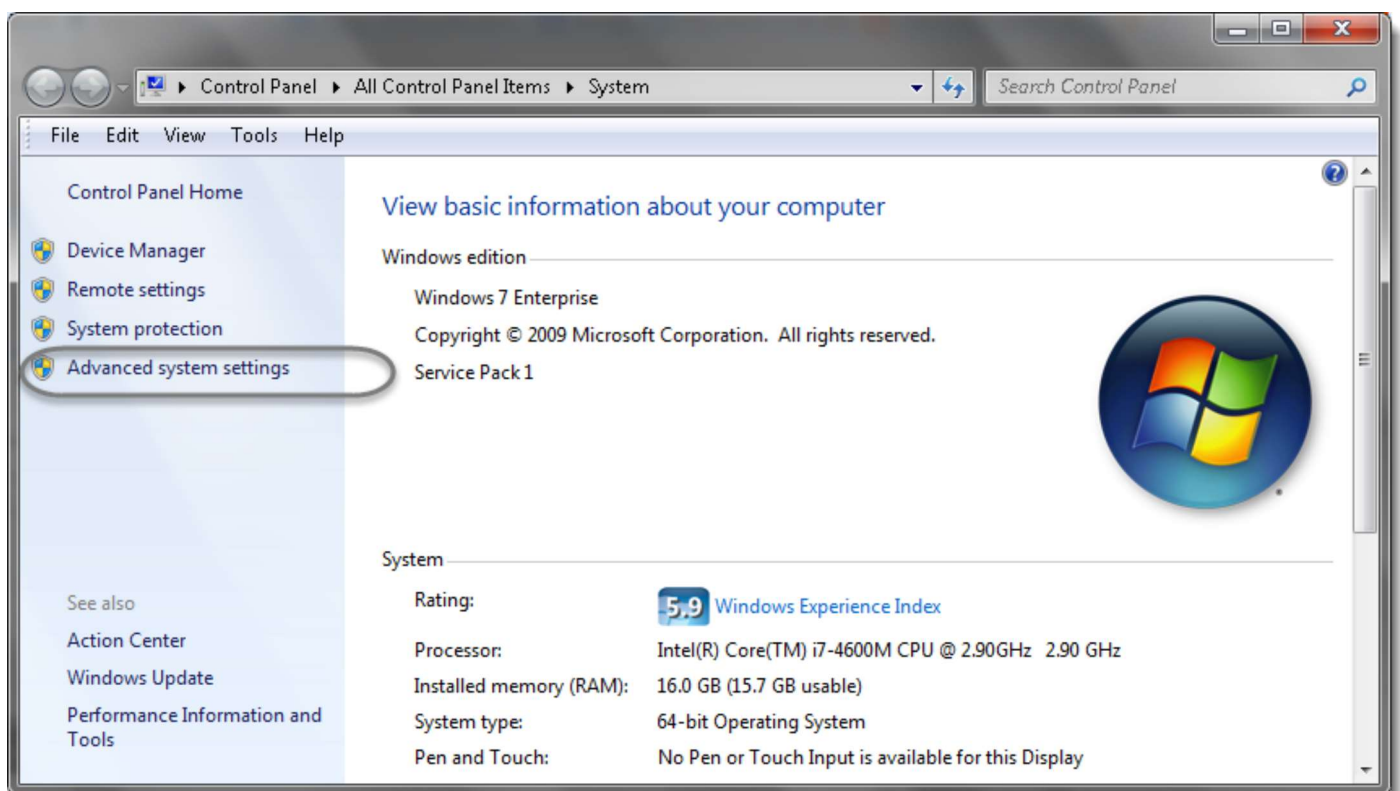 Control Panel ▸ All Control Panel Items ▸ System
Search Control Panel
File Edit View Tools Help
Control Panel Home
Device Manager
Remote settings
System protection
Advanced system settings
See also
Action Center
Windows Update
Performance Information and
Tools
View basic information about your computer
Windows edition
Windows 7 Enterprise
Copyright © 2009 Microsoft Corporation. All rights reserved.
Service Pack 1
System
Rating: 5,9 Windows Experience Index
Processor: Intel(R) Core(TM) i7-4600M CPU @ 2.90GHz 2.90 GHz
Installed memory (RAM): 16.0 GB (15.7 GB usable)
System type: 64-bit Operating System
Pen and Touch: No Pen or Touch Input is available for this Display